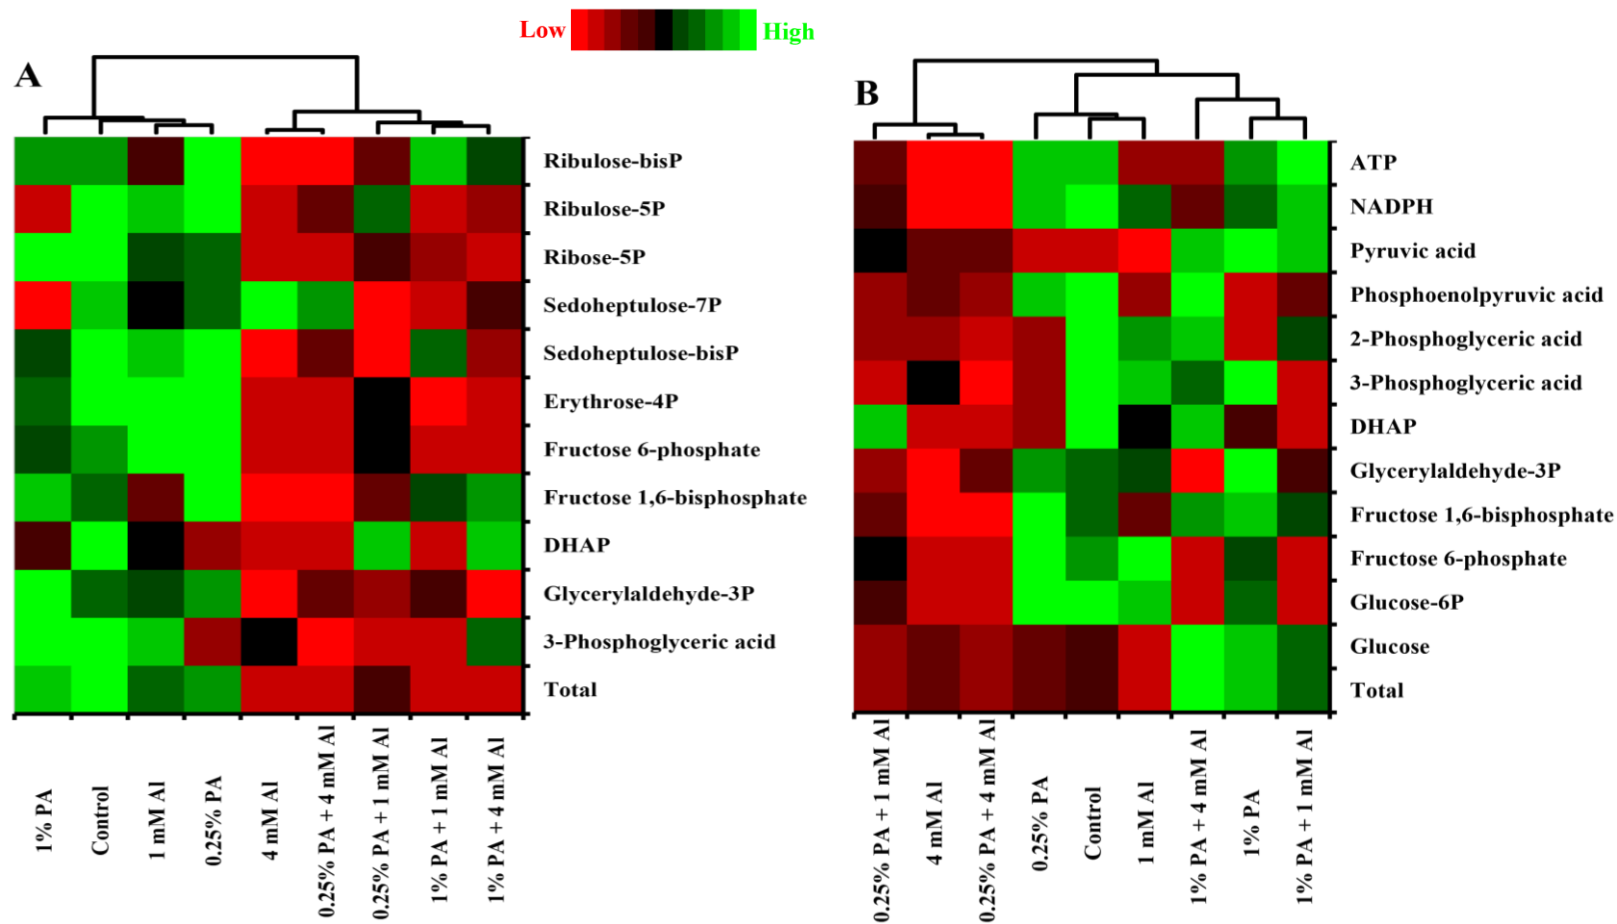 Low High
A
Ribulose-bisP
Ribulose-5P
Ribose-5P
Sedoheptulose-7P
Sedoheptulose-bisP
Erythrose-4P
Fructose 6-phosphate
Fructose 1,6-bisphosphate
DHAP
Glycerylaldehyde-3P
3-Phosphoglyceric acid
Total
1% PA
Control
1 mM Al
0.25% PA
4 mM Al
0.25% PA + 4 mM Al
0.25% PA + 1 mM Al
1% PA + 1 mM Al
1% PA + 4 mM Al
B
ATP
NADPH
Pyruvic acid
Phosphoenolpyruvic acid
2-Phosphoglyceric acid
3-Phosphoglyceric acid
DHAP
Glycerylaldehyde-3P
Fructose 1,6-bisphosphate
Fructose 6-phosphate
Glucose-6P
Glucose
Total
0.25% PA + 1 mM Al
4 mM Al
0.25% PA + 4 mM Al
0.25% PA
Control
1 mM Al
1% PA + 4 mM Al
1% PA
1% PA + 1 mM Al